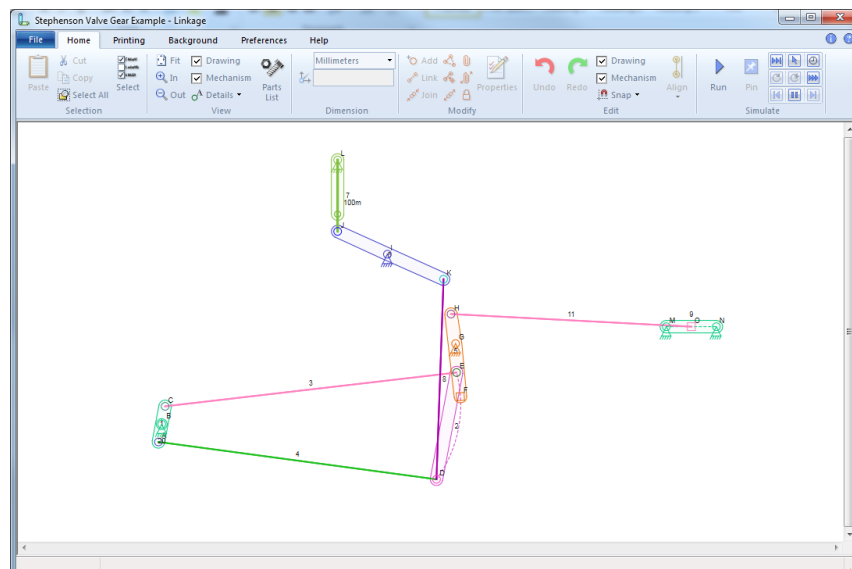 Stephenson Valve Gear Example - Linkage
File Home Printing Background Preferences Help
Paste
Cut
Copy
Select All
Select
Selection
Fit
In
Out
Drawing
Mechanism
Details
View
Parts List
Millimeters
Dimension
Add
Link
Join
Properties
Modify
Undo
Redo
Drawing
Mechanism
Snap
Edit
Align
Run
Pin
Simulate
L
7
100m
J
I
K
H
11
9
M O N
G
E
3
8
F
C
B
1
2
4
D